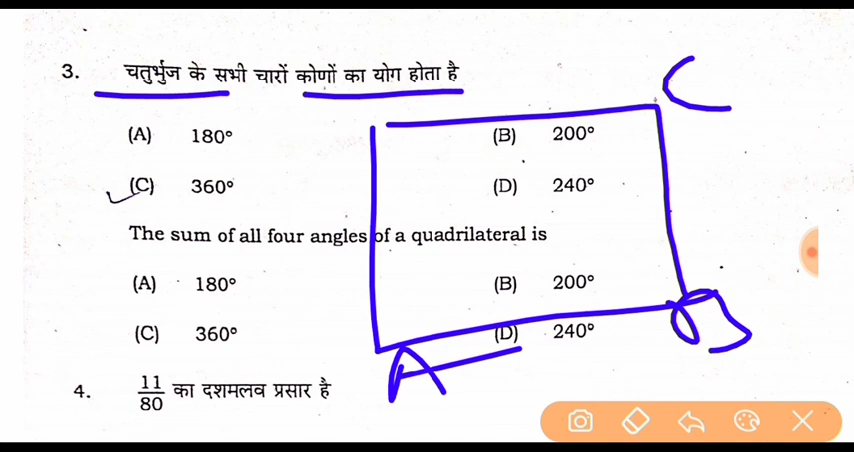 3. चतुर्भुज के सभी चारों कोणों का योग होता है
(A) 180° (B) 200°
(C) 360° (D) 240°
The sum of all four angles of a quadrilateral is
(A) 180° (B) 200°
(C) 360° (D) 240°
4. 11/80 का दशमलव प्रसार है
C
A B